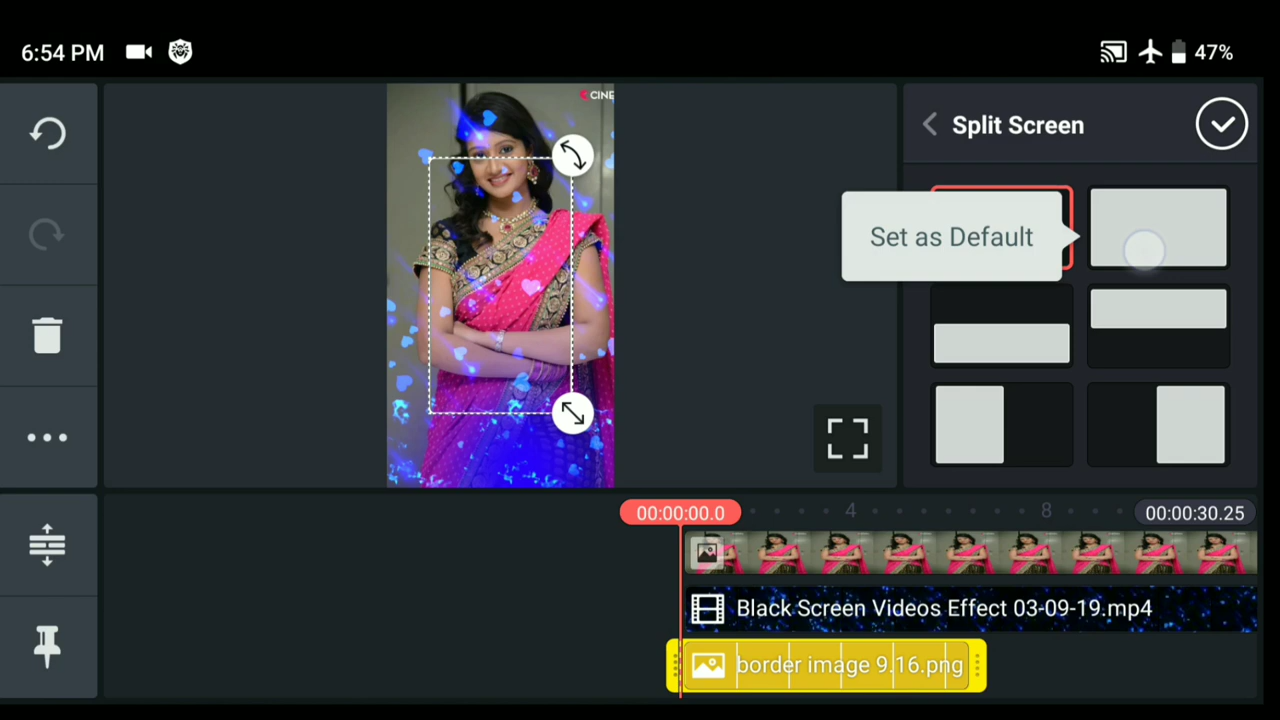 6:54 PM
47%
CINE
Split Screen
Set as Default
00:00:00.0
4
8
00:00:30.25
Black Screen Videos Effect 03-09-19.mp4
border image 9.16.png